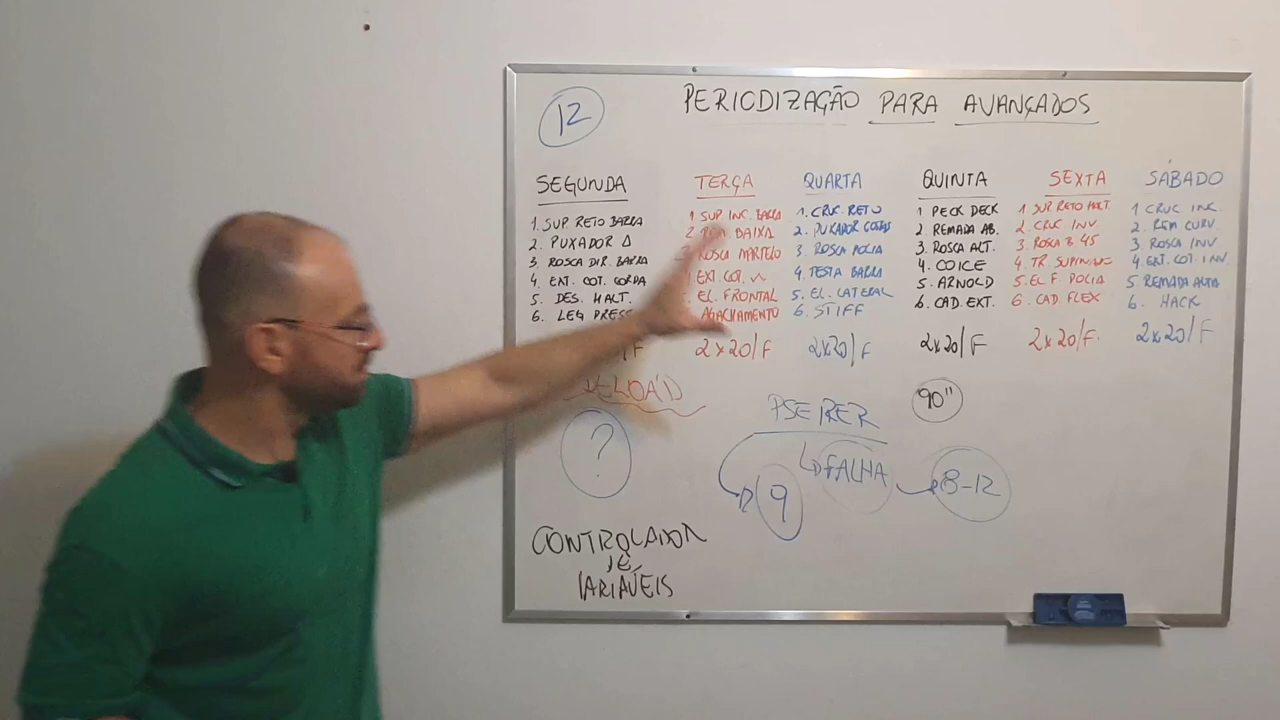 12
PERIODIZAÇÃO PARA AVANÇADOS
SEGUNDA
1. SUP. RETO BARRA
2. PUXADOR Δ
3. ROSCA DIR. BARRA
4. EXT. COT. CORDA
5. DES. HALT.
6. LEG PRESS
/F
TERÇA
1 SUP. INC. BARRA
2 REM. BAIXA
3 ROSCA MARTELO
EXT. COT. V
EL. FRONTAL
AGACHAMENTO
2x20/F
QUARTA
1. CRUC. RETO
2. PUXADOR COSTAS
3. ROSCA POLIA
4. TESTA BARRA
5. EL. LATERAL
6. STIFF
2x20/F
QUINTA
1 PECK DECK
2. REMADA AB.
3. ROSCA ALT.
4. COICE
5. ARNOLD
6. CAD. EXT.
2x20/F
SEXTA
1 SUP RETO HALT.
2 CRUC INV
3 ROSCA B 45
4. TR. SUPINADO
5. EL F. POLIA
6. CAD. FLEX
2x20/F.
SÁBADO
1 CRUC INC.
2 REM CURV.
3 ROSCA INV.
4. EXT. COT. INV.
5 REMADA ALTA
6. HACK
2x20/F
DELOAD
?
PSE RER
90"
FALHA
9
8-12
CONTROLADOR
DE
VARIAVÉIS